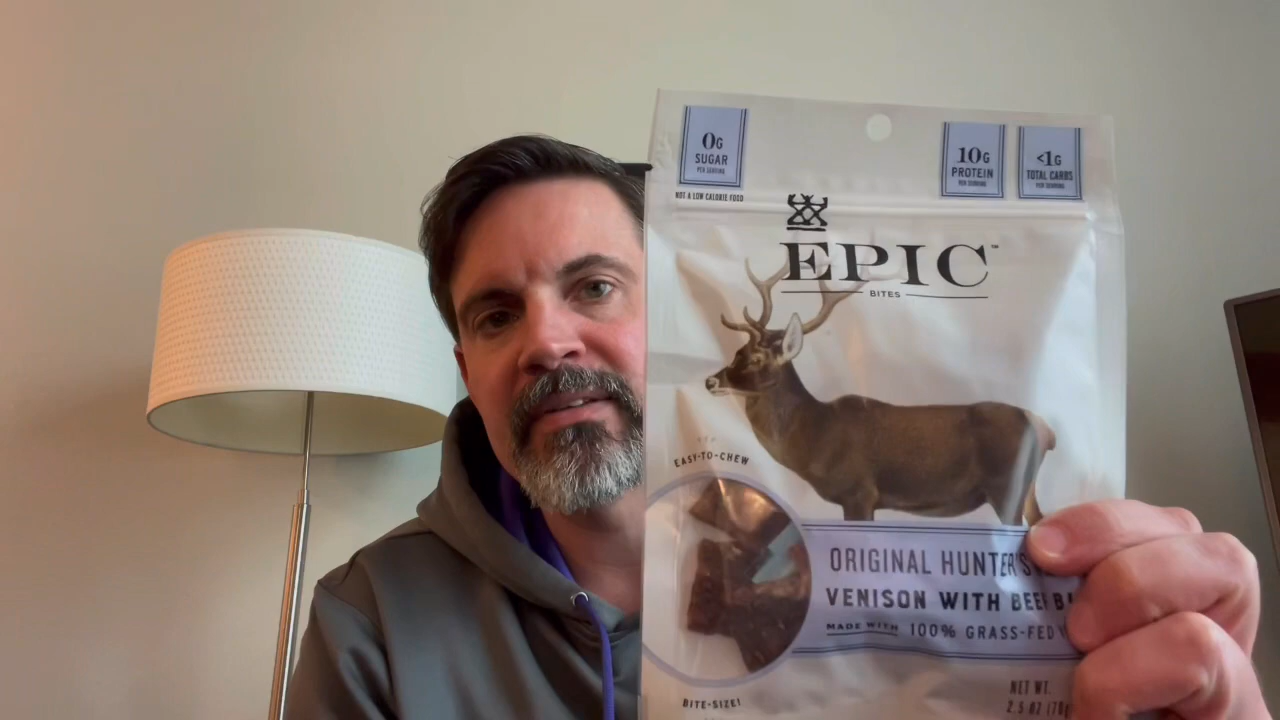 0G
SUGAR
PER SERVING
NOT A LOW CALORIE FOOD
10G
PROTEIN
PER SERVING
<1G
TOTAL CARBS
PER SERVING
EPIC™
BITES
EASY-TO-CHEW
ORIGINAL HUNTER'S
VENISON WITH BEEF
MADE WITH 100% GRASS-FED
BITE-SIZE!
NET WT.
2.5 OZ